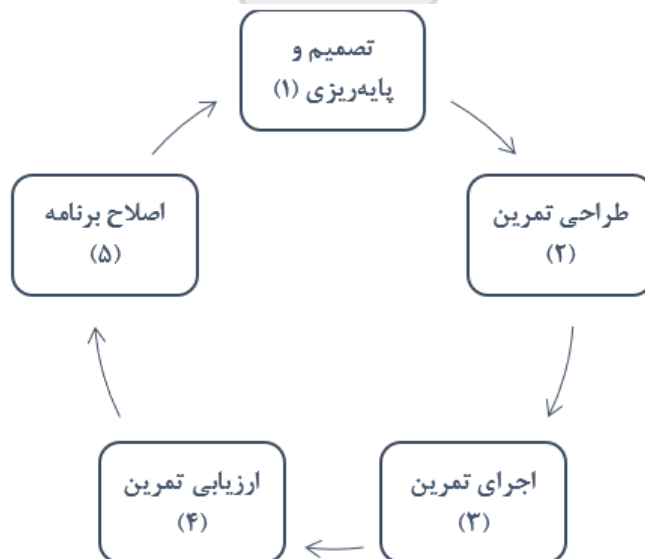 تصمیم و
پایه‌ریزی (۱)
طراحی تمرین
(۲)
اجرای تمرین
(۳)
ارزیابی تمرین
(۴)
اصلاح برنامه
(۵)